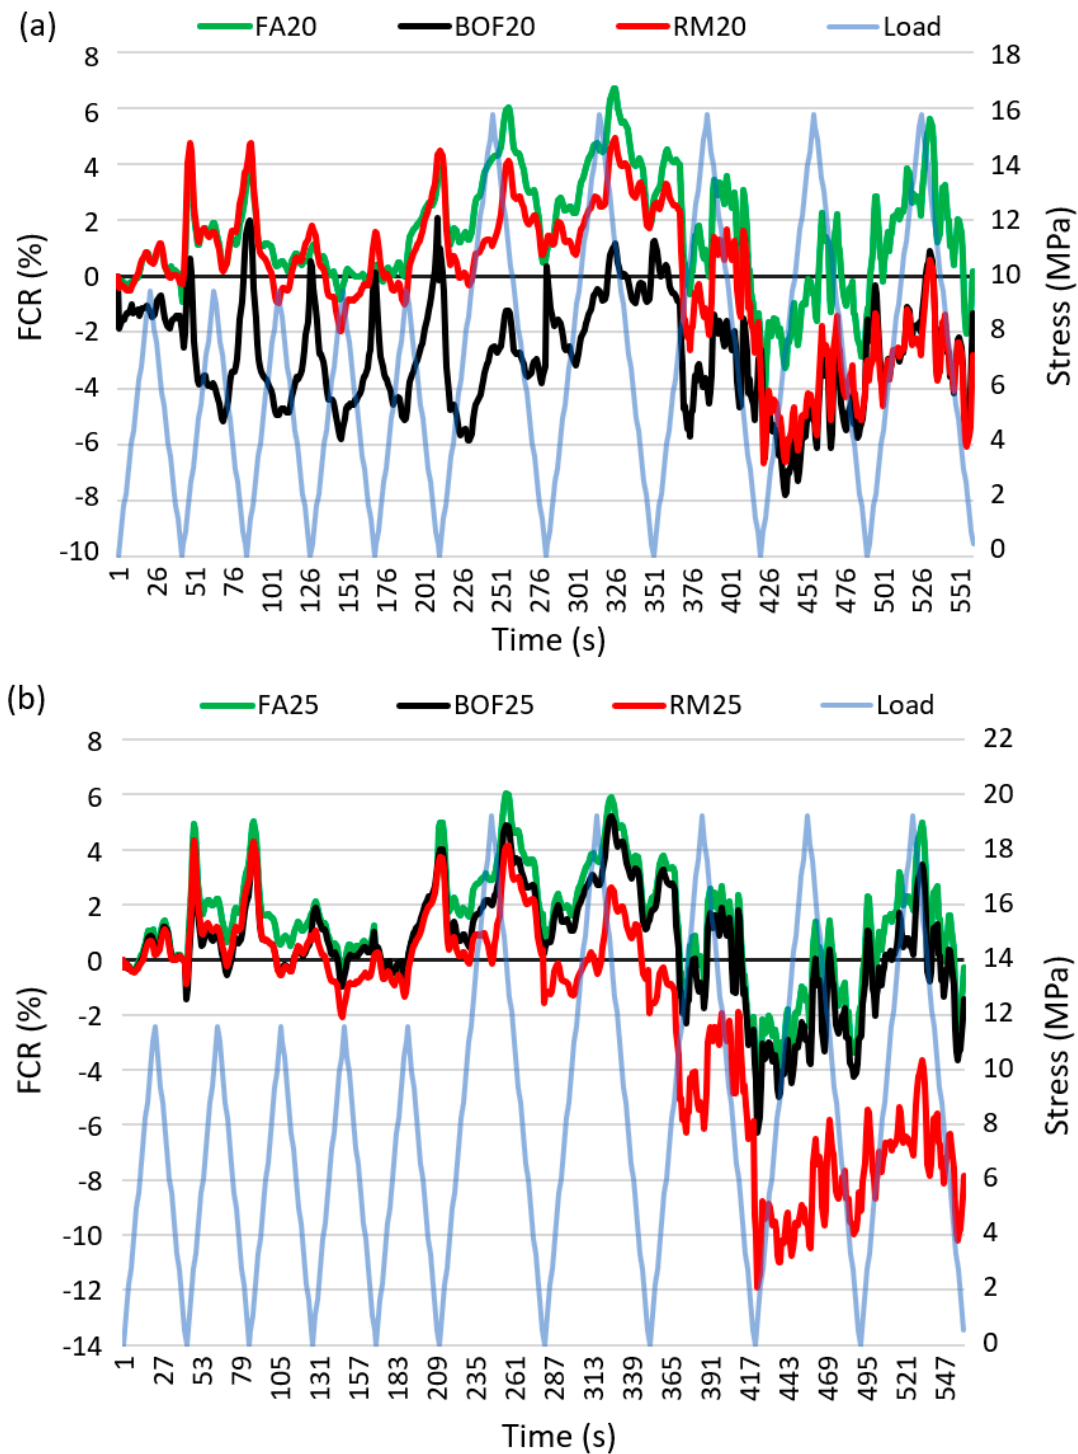 (a)
FA20 BOF20 RM20 Load
8 18
6 16
4 14
2 12
0 10
-2 8
-4 6
-6 4
-8 2
-10 0
FCR (%)
Stress (MPa)
1 26 51 76 101 126 151 176 201 226 251 276 301 326 351 376 401 426 451 476 501 526 551
Time (s)
(b)
FA25 BOF25 RM25 Load
8 22
6 20
4 18
2 16
0 14
-2 12
-4 10
-6 8
-8 6
-10 4
-12 2
-14 0
FCR (%)
Stress (MPa)
1 27 53 79 105 131 157 183 209 235 261 287 313 339 365 391 417 443 469 495 521 547
Time (s)